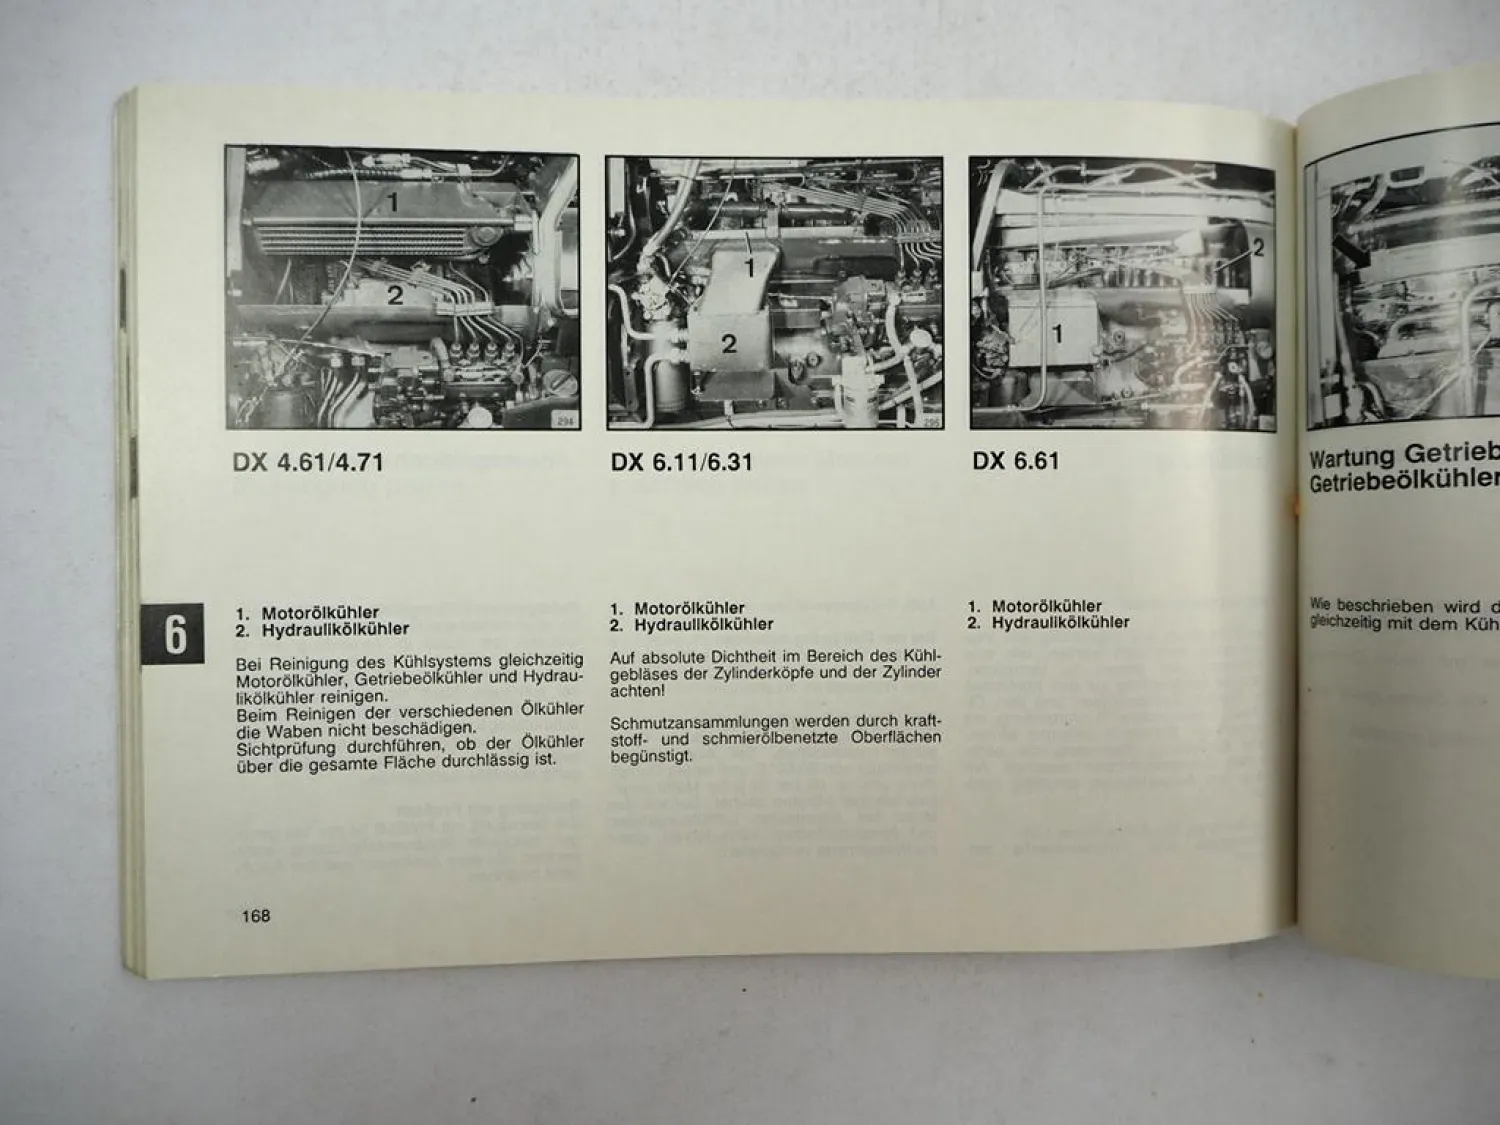 1
2
294
DX 4.61/4.71
1. Motorölkühler
2. Hydraulikölkühler
Bei Reinigung des Kühlsystems gleichzeitig
Motorölkühler, Getriebeölkühler und Hydrau-
likölkühler reinigen.
Beim Reinigen der verschiedenen Ölkühler
die Waben nicht beschädigen.
Sichtprüfung durchführen, ob der Ölkühler
über die gesamte Fläche durchlässig ist.
1
2
295
DX 6.11/6.31
1. Motorölkühler
2. Hydraulikölkühler
Auf absolute Dichtheit im Bereich des Kühl-
gebläses der Zylinderköpfe und der Zylinder
achten!
Schmutzansammlungen werden durch kraft-
stoff- und schmierölbenetzte Oberflächen
begünstigt.
2
1
DX 6.61
1. Motorölkühler
2. Hydraulikölkühler
6
168
Wartung Getrieb
Getriebeölkühler
Wie beschrieben wird d
gleichzeitig mit dem Küh